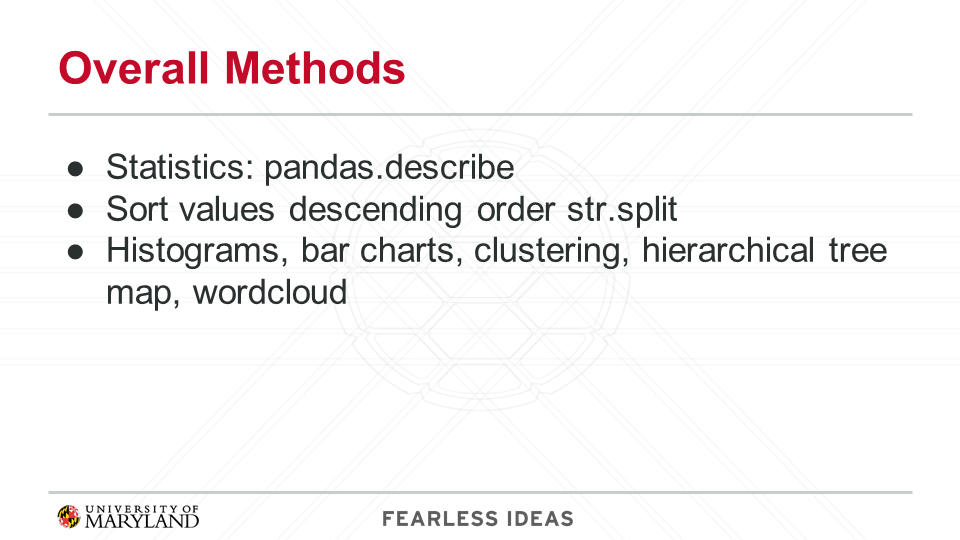 Overall Methods
● Statistics: pandas.describe
● Sort values descending order str.split
● Histograms, bar charts, clustering, hierarchical tree
map, wordcloud
UNIVERSITY OF
MARYLAND
FEARLESS IDEAS